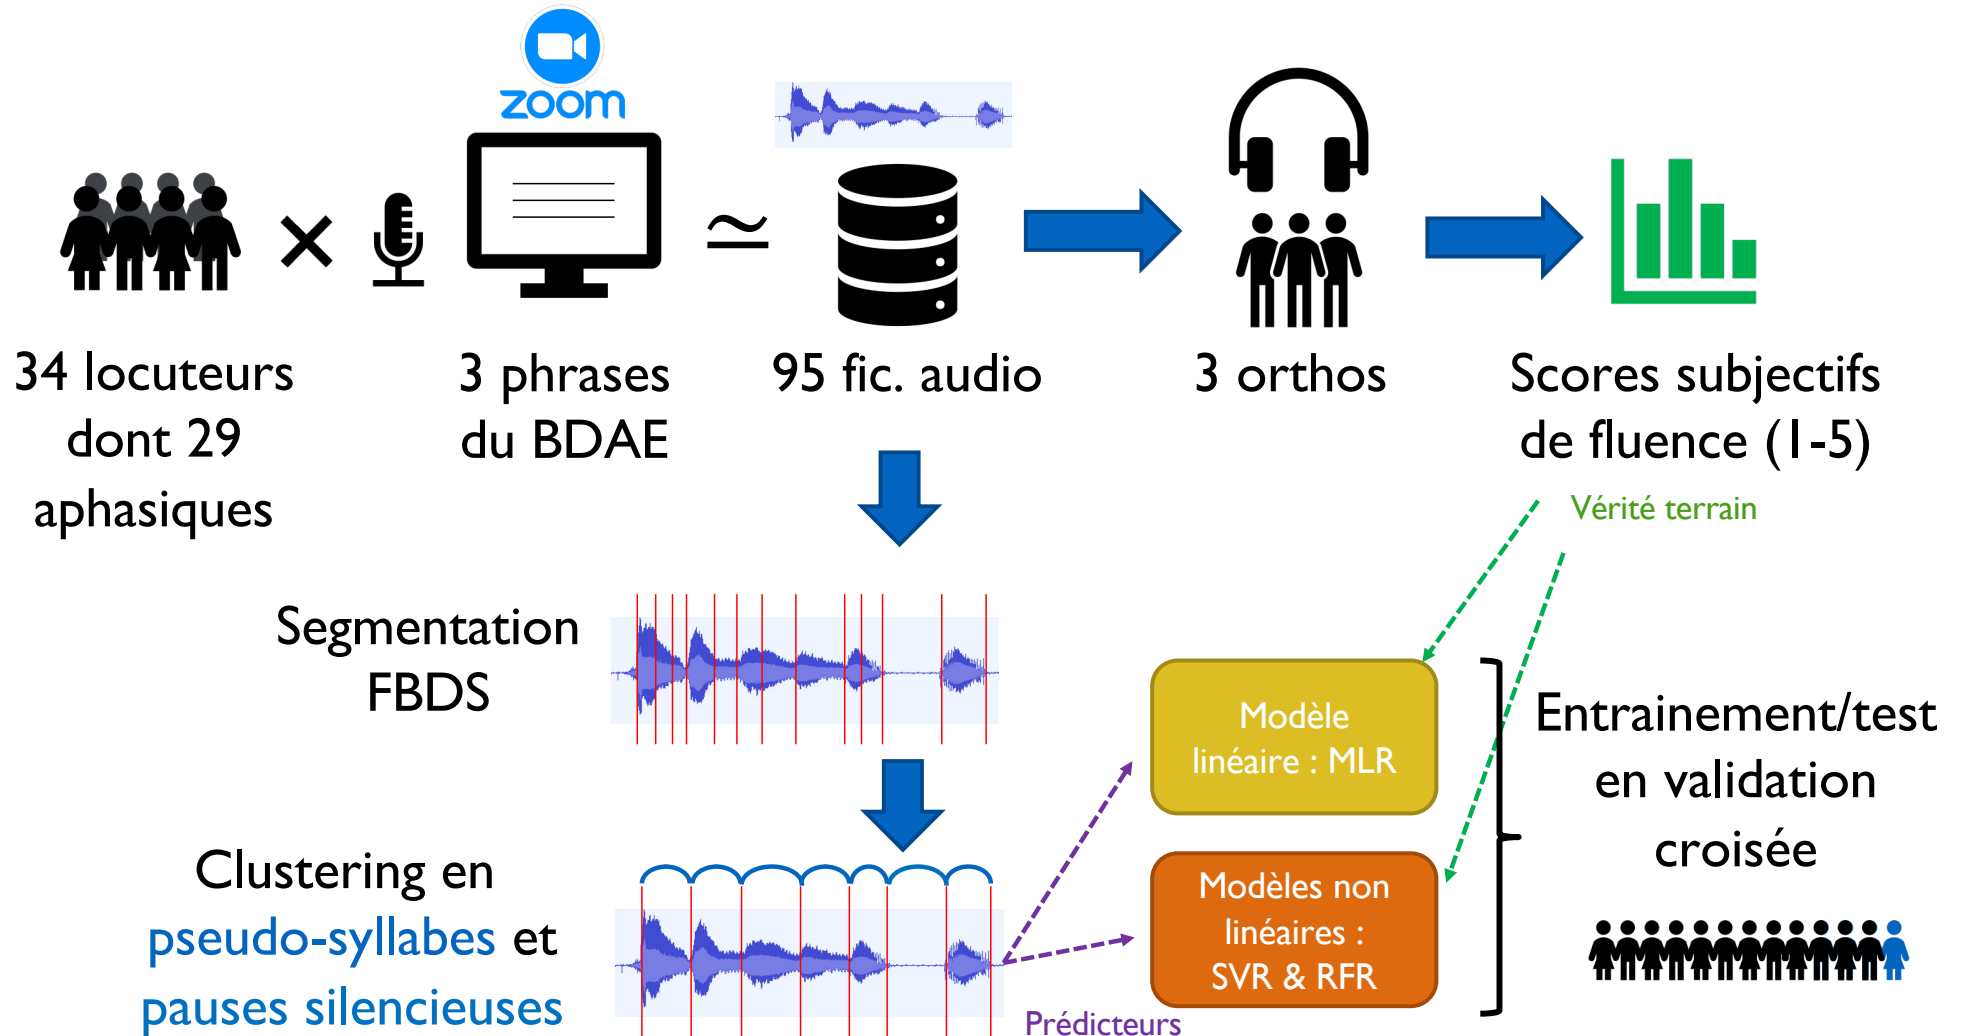 zoom
34 locuteurs
dont 29
aphasiques
3 phrases
du BDAE
95 fic. audio
3 orthos
Scores subjectifs
de fluence (1-5)
Vérité terrain
Segmentation
FBDS
Clustering en
pseudo-syllabes et
pauses silencieuses
Prédicteurs
Modèle
linéaire : MLR
Modèles non
linéaires :
SVR & RFR
Entrainement/test
en validation
croisée